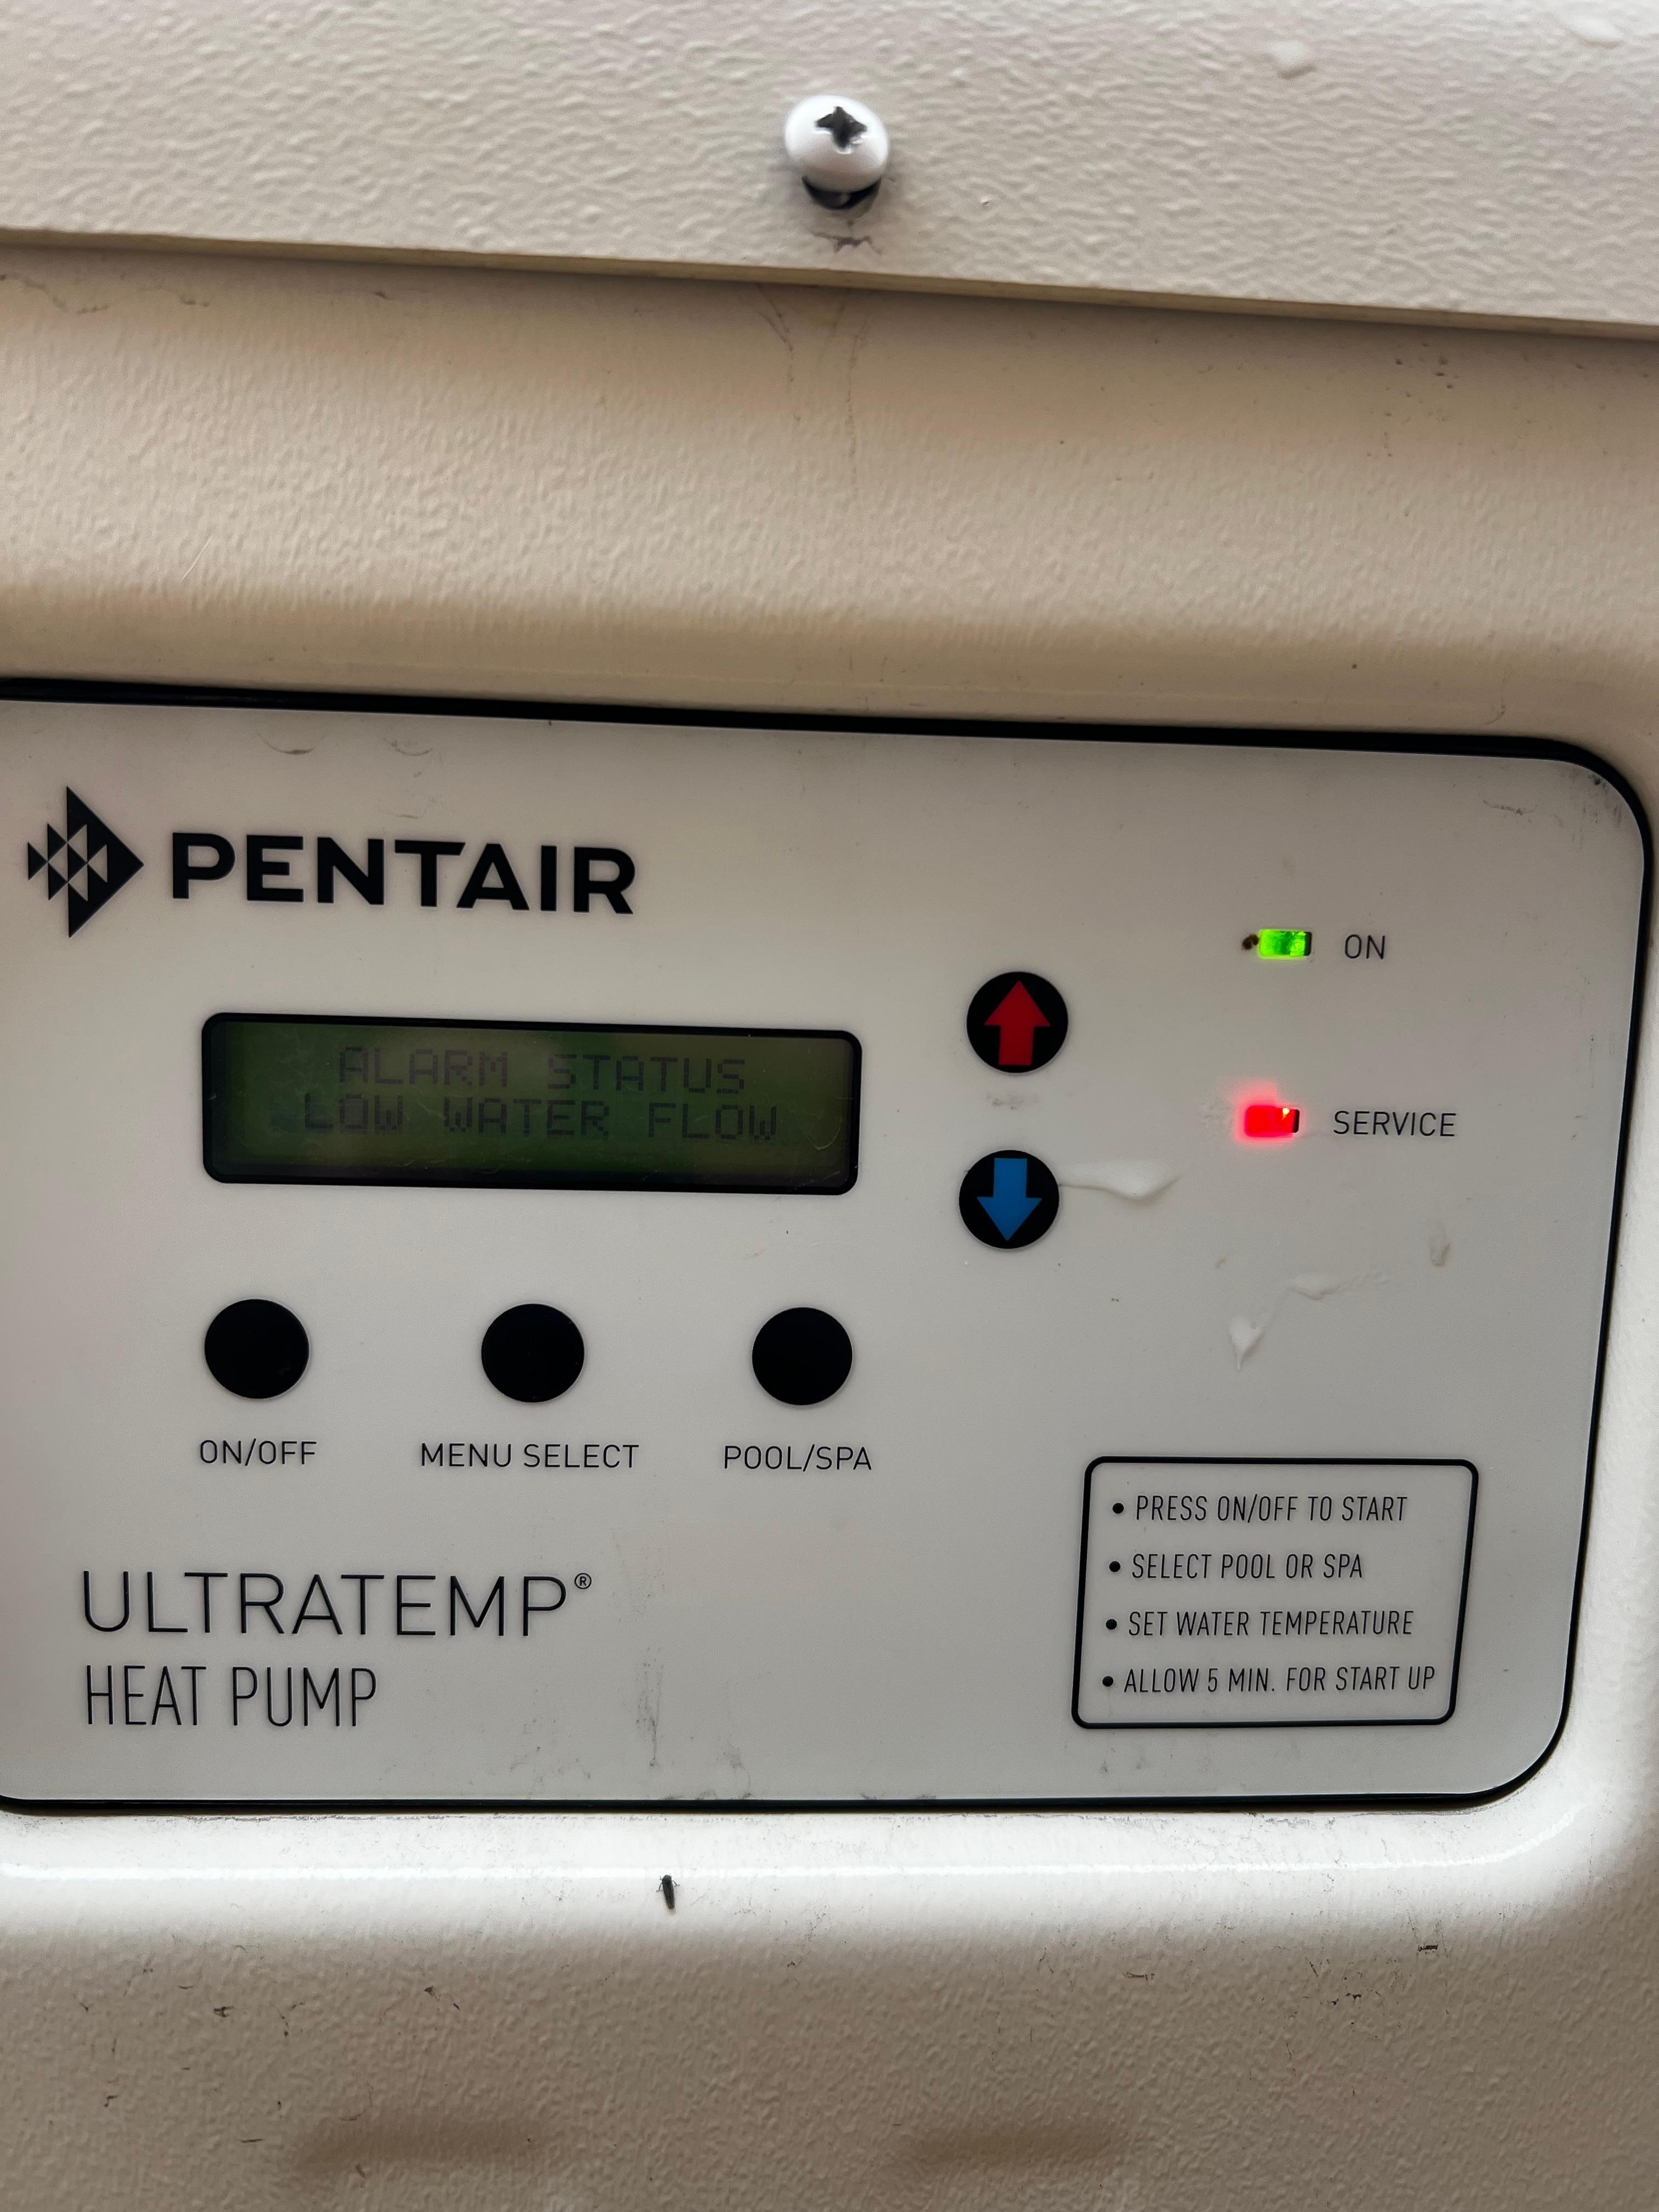 PENTAIR
ON
ALARM STATUS
LOW WATER FLOW
SERVICE
ON/OFF
MENU SELECT
POOL/SPA
• PRESS ON/OFF TO START
• SELECT POOL OR SPA
• SET WATER TEMPERATURE
• ALLOW 5 MIN. FOR START UP
ULTRATEMP®
HEAT PUMP